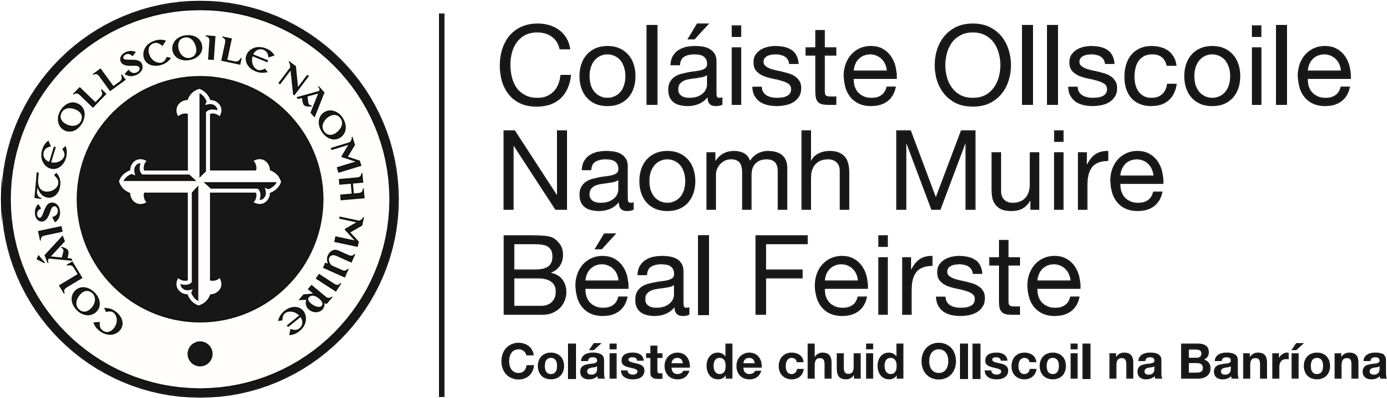 COLÁISTE OLLSCOILE NAOMH MUIRE
Coláiste Ollscoile
Naomh Muire
Béal Feirste
Coláiste de chuid Ollscoil na Banríona